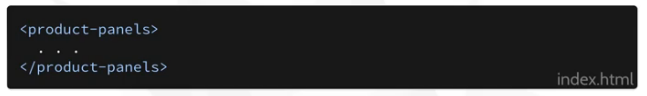 <product-panels>
. . .
</product-panels>
index.html